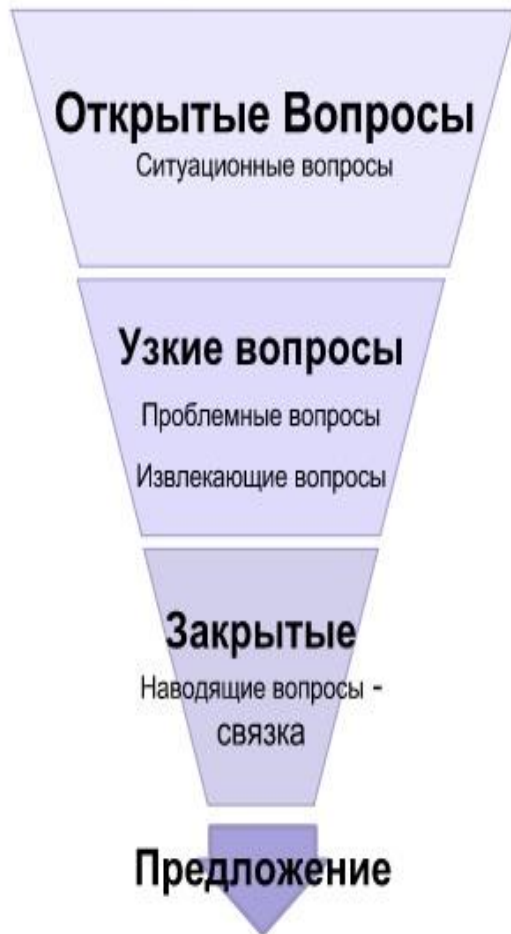 Открытые Вопросы
Ситуационные вопросы
Узкие вопросы
Проблемные вопросы
Извлекающие вопросы
Закрытые
Наводящие вопросы -
связка
Предложение